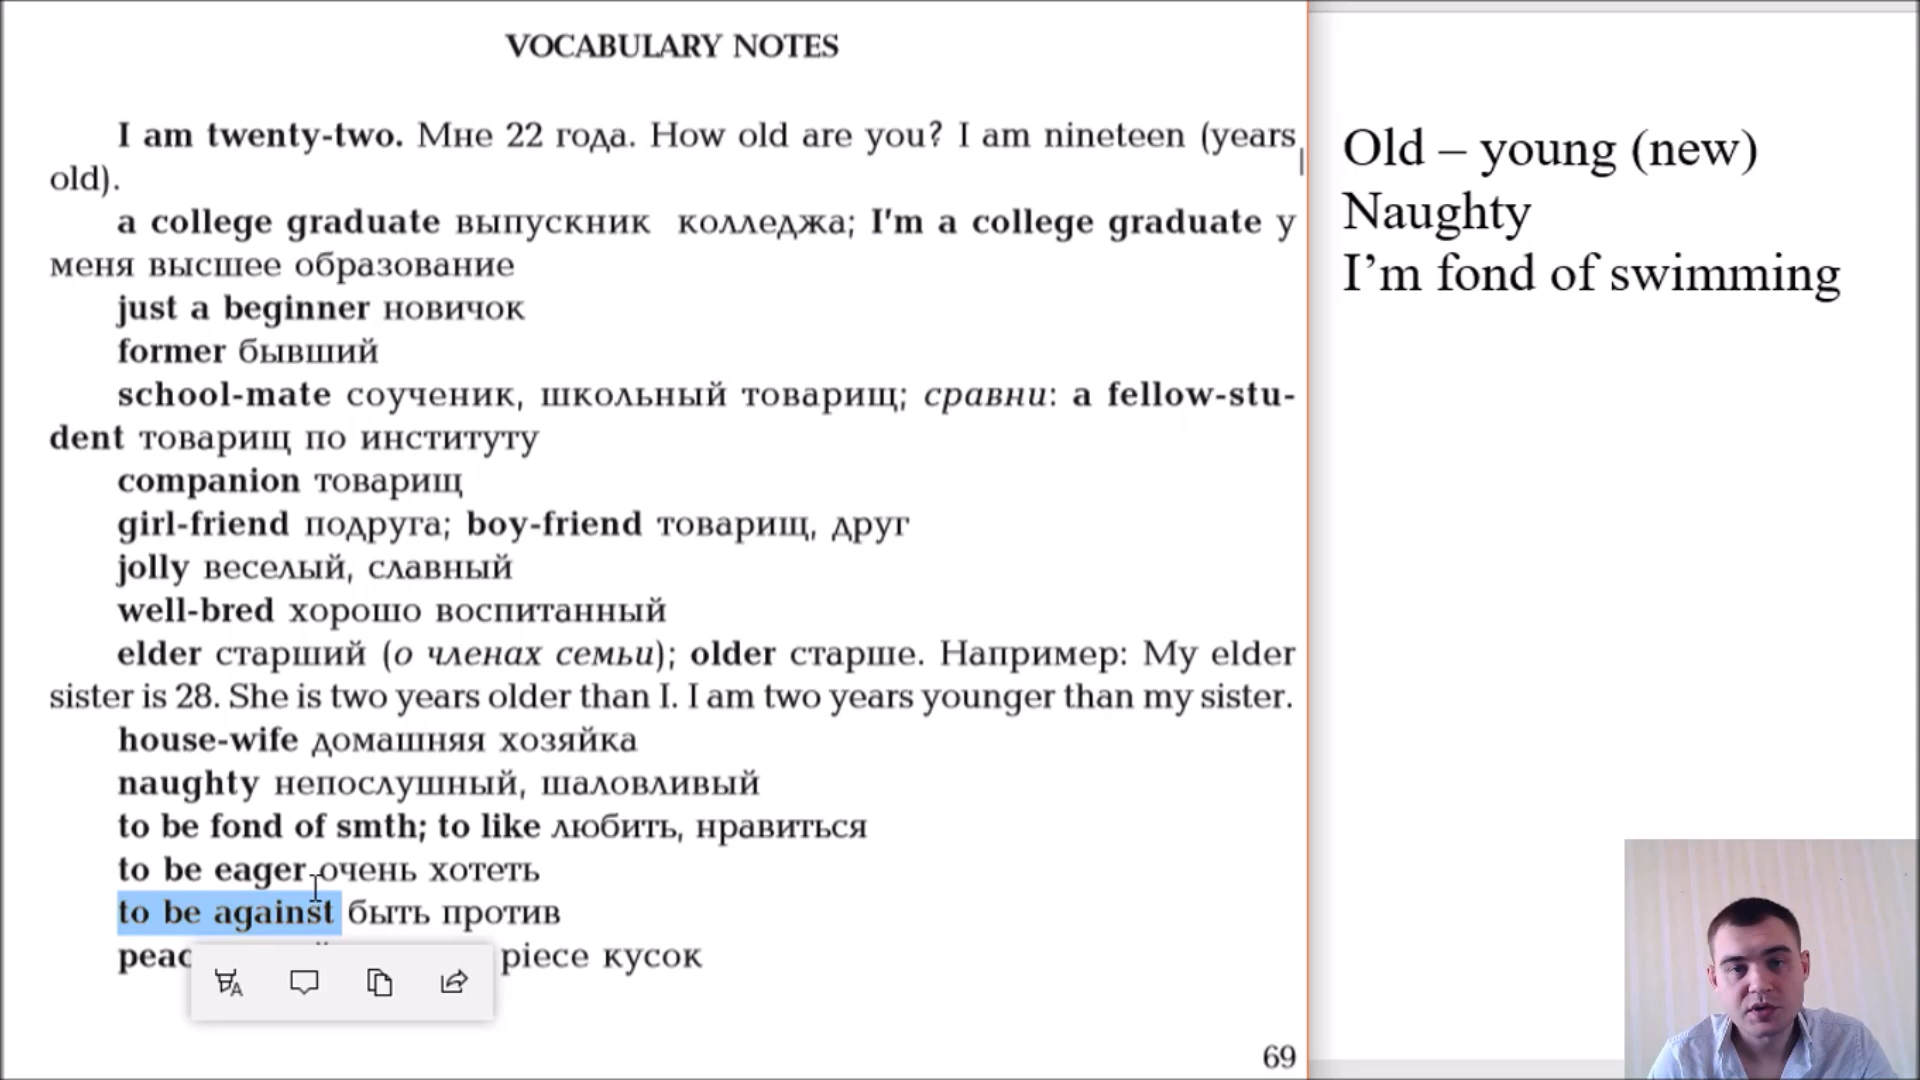 VOCABULARY NOTES
I am twenty-two. Мне 22 года. How old are you? I am nineteen (years
old).
a college graduate выпускник колледжа; I'm a college graduate у
меня высшее образование
just a beginner новичок
former бывший
school-mate соученик, школьный товарищ; сравни: a fellow-stu-
dent товарищ по институту
companion товарищ
girl-friend подруга; boy-friend товарищ, друг
jolly веселый, славный
well-bred хорошо воспитанный
elder старший (о членах семьи); older старше. Например: My elder
sister is 28. She is two years older than I. I am two years younger than my sister.
house-wife домашняя хозяйка
naughty непослушный, шаловливый
to be fond of smth; to like любить, нравиться
to be eager очень хотеть
to be against быть против
piece кусок
69
Old – young (new)
Naughty
I’m fond of swimming